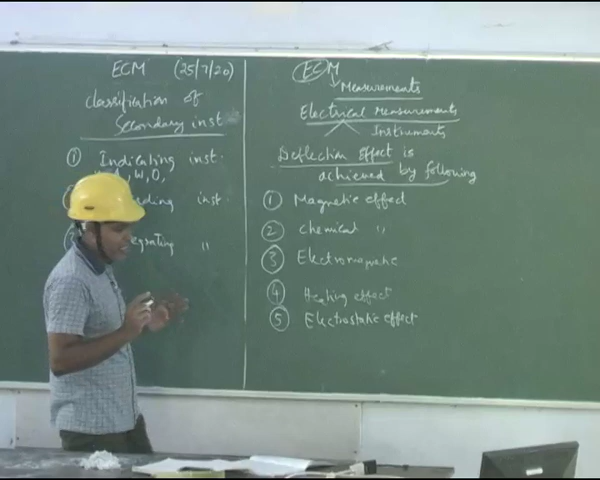 ECM (25/7/20)
Classification of
Secondary inst
① Indicating inst.
, W, O,
ding inst.
egrating "
ECM
Measurements
Electrical Measurements
Instruments
Deflection effect is
achieved by following
① Magnetic effect
② Chemical "
③ Electromagnetic
④ Heating effect
⑤ Electrostatic effect